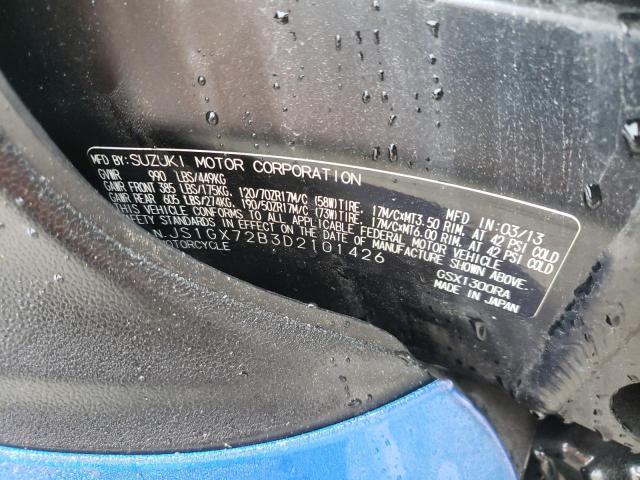 MFD BY: SUZUKI MOTOR CORPORATION IN: 03/13
GVWR 990 LBS/449KG
GAWR FRONT 385 LBS/175KG, 120/70ZR17M/C (58W)TIRE, 17M/C×MT3.50 RIM, AT 42 PSI COLD
GAWR REAR 605 LBS/274KG, 190/50ZR17M/C (73W)TIRE, 17M/C×MT6.00 RIM, AT 42 PSI COLD
THIS VEHICLE CONFORMS TO ALL APPLICABLE FEDERAL MOTOR VEHICLE
SAFETY STANDARDS IN EFFECT ON THE DATE OF MANUFACTURE SHOWN ABOVE.
N. JS1GX72B3D2101426 GSX1300RA
MOTORCYCLE MADE IN JAPAN